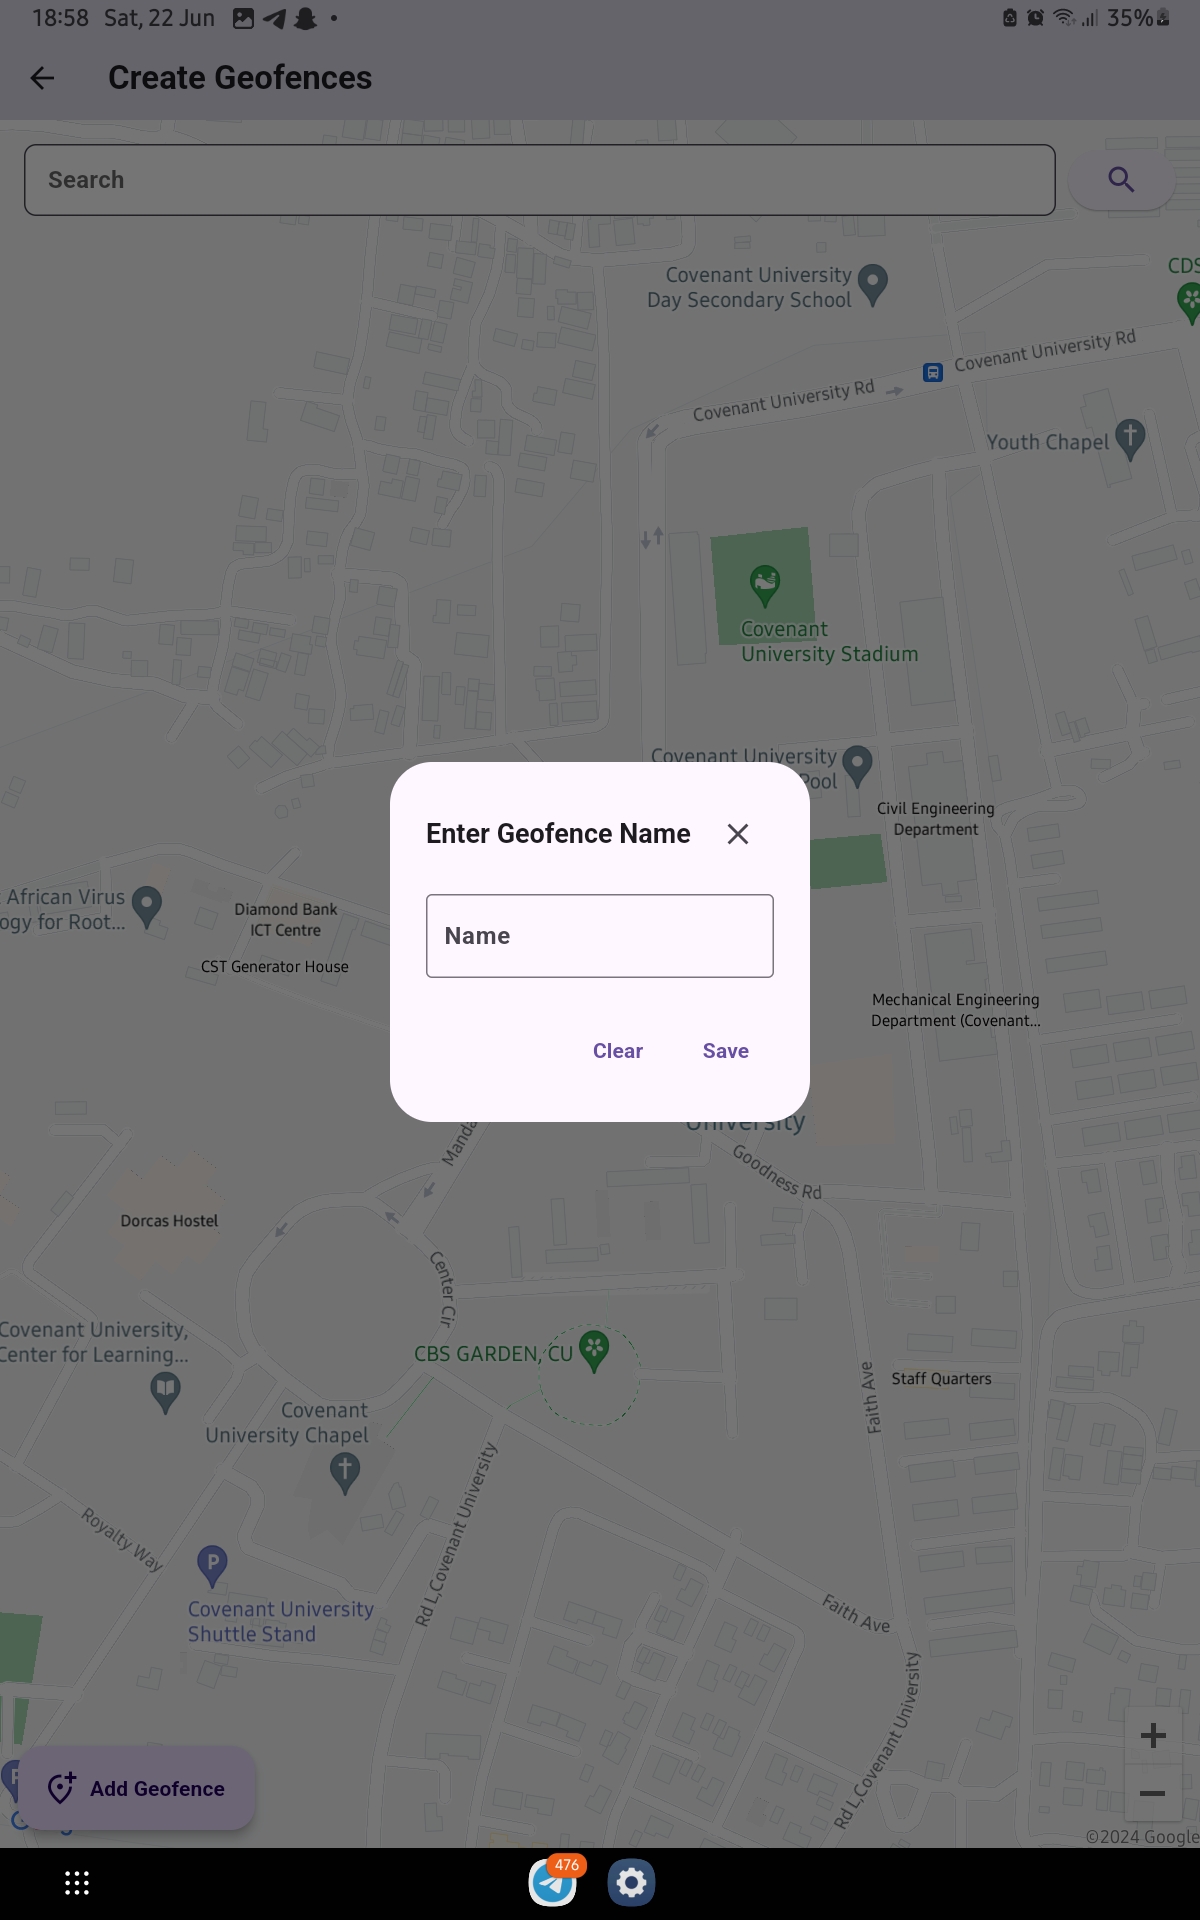 18:58 Sat, 22 Jun
35%
Create Geofences
Search
Covenant University
Day Secondary School
CDS
Covenant University Rd
Covenant University Rd
Youth Chapel
Covenant
University Stadium
Covenant University
Pool
Civil Engineering
Department
Enter Geofence Name
African Virus
ogy for Root...
Diamond Bank
ICT Centre
Name
CST Generator House
Mechanical Engineering
Department (Covenant...
Clear Save
University
Manda
Goodness Rd
Dorcas Hostel
Center Cir
Covenant University,
Center for Learning...
CBS GARDEN, CU
Faith Ave
Staff Quarters
Covenant
University Chapel
Rd L,Covenant University
Royalty Way
P
Covenant University
Shuttle Stand
Faith Ave
Rd L,Covenant University
Add Geofence
©2024 Google
476